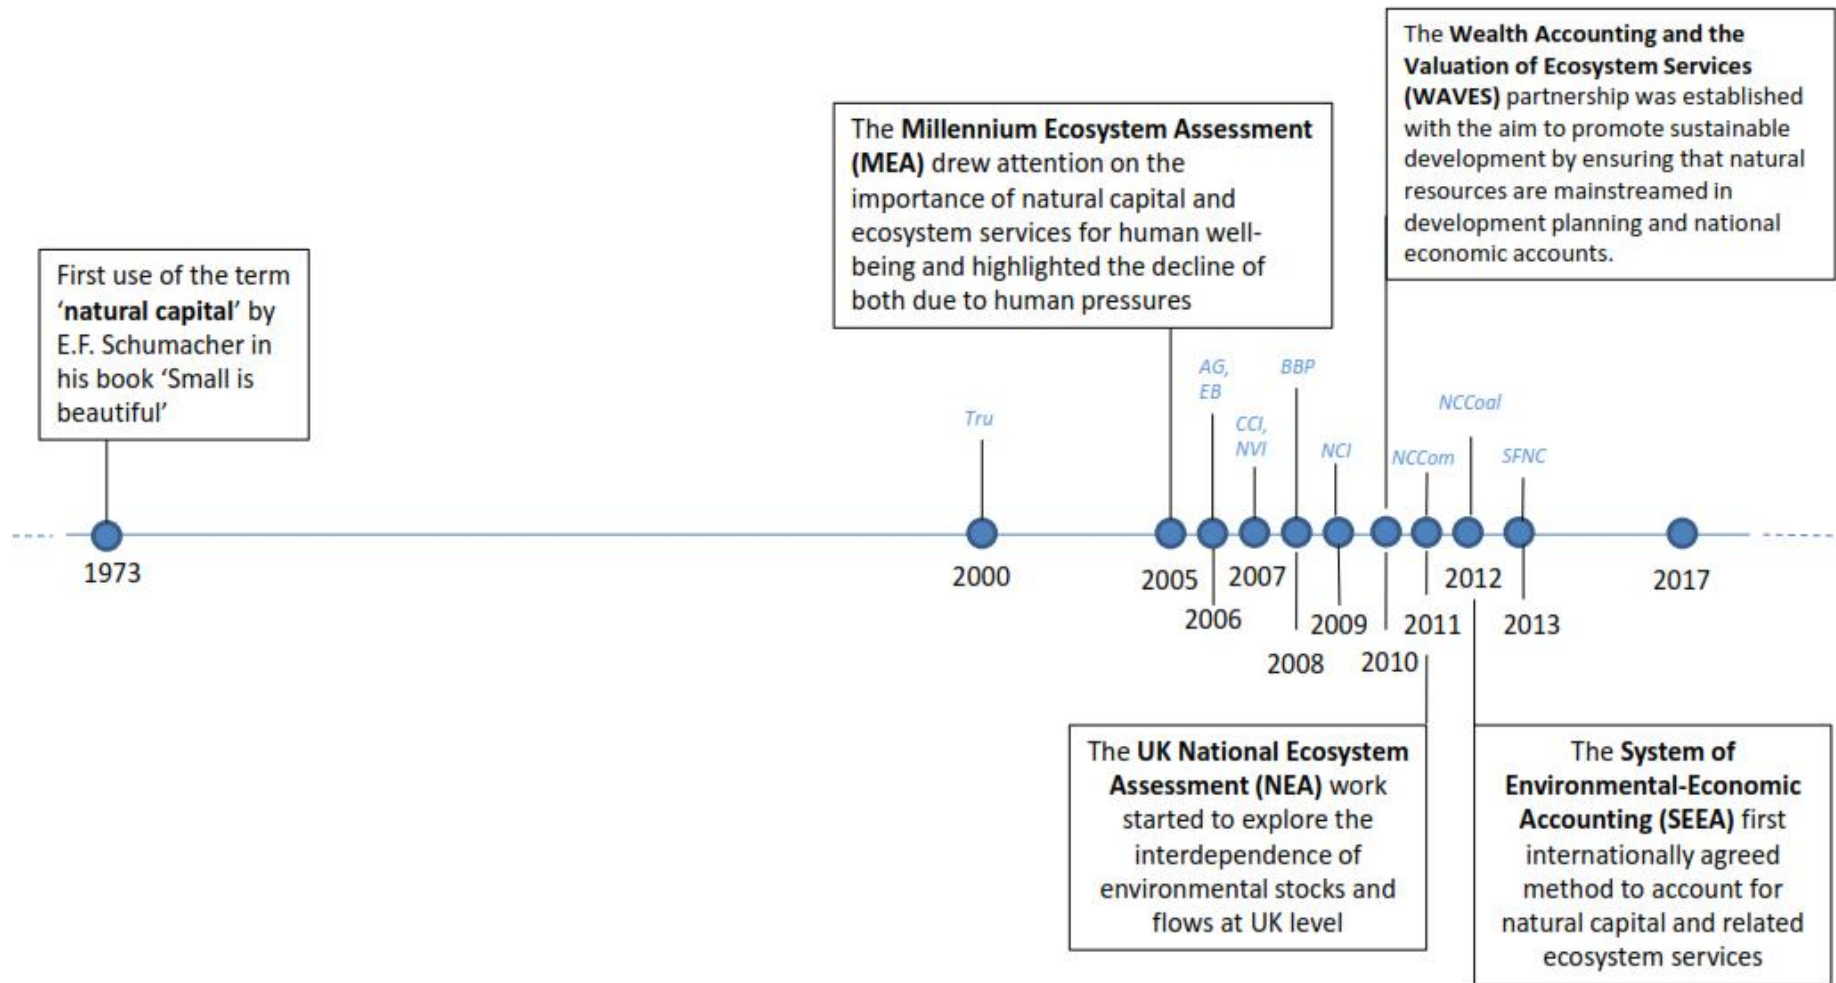 The Wealth Accounting and the
Valuation of Ecosystem Services
(WAVES) partnership was established
with the aim to promote sustainable
development by ensuring that natural
resources are mainstreamed in
development planning and national
economic accounts.
The Millennium Ecosystem Assessment
(MEA) drew attention on the
importance of natural capital and
ecosystem services for human well-
being and highlighted the decline of
both due to human pressures
First use of the term
‘natural capital’ by
E.F. Schumacher in
his book ‘Small is
beautiful’
Tru
AG,
EB
CCI,
NVI
BBP
NCI
NCCom
NCCoal
SFNC
1973
2000
2005
2006
2007
2008
2009
2010
2011
2012
2013
2017
The UK National Ecosystem
Assessment (NEA) work
started to explore the
interdependence of
environmental stocks and
flows at UK level
The System of
Environmental-Economic
Accounting (SEEA) first
internationally agreed
method to account for
natural capital and related
ecosystem services